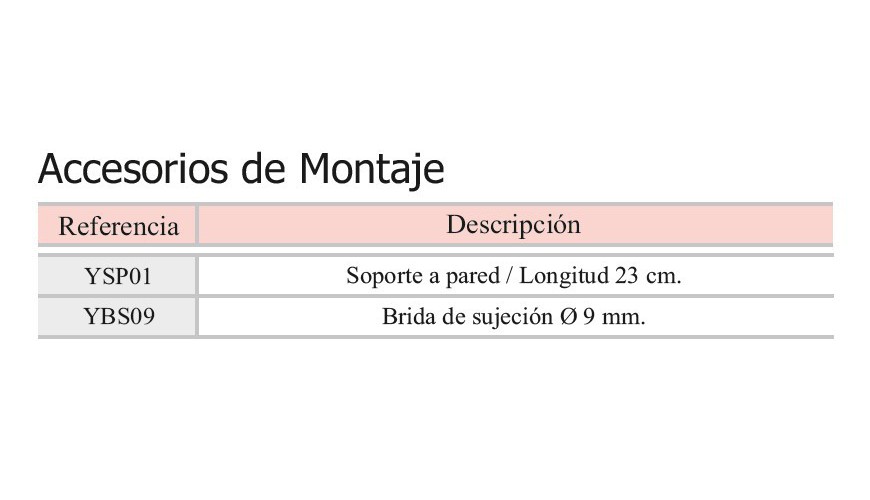 Accesorios de Montaje
Referencia Descripción
YSP01 Soporte a pared / Longitud 23 cm.
YBS09 Brida de sujeción Ø 9 mm.